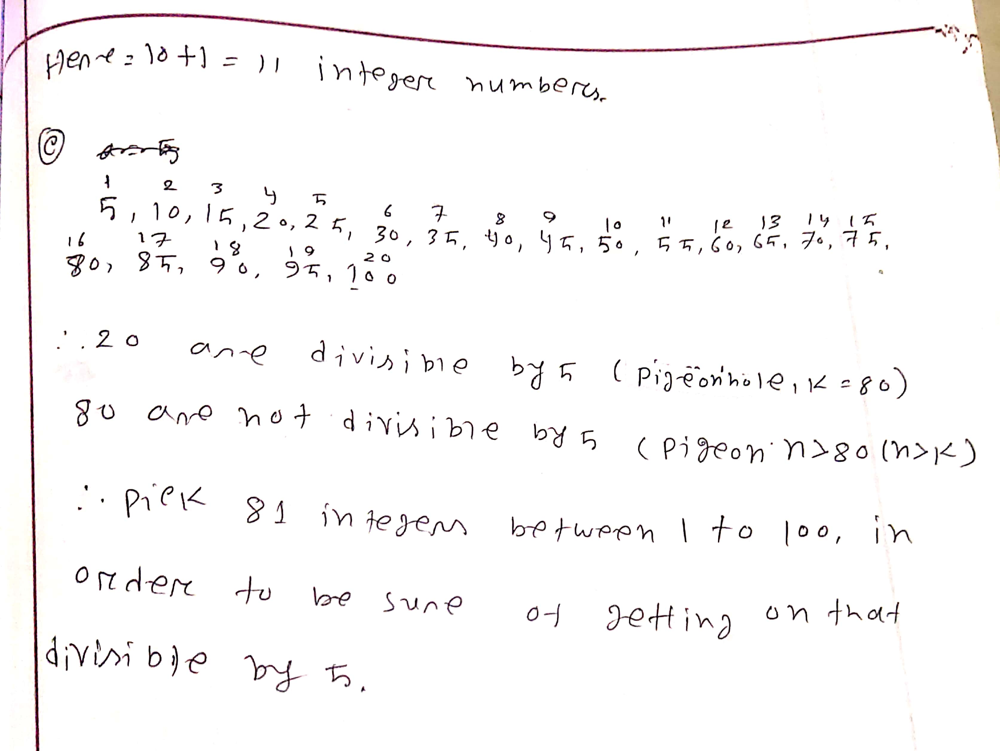 Here = 10 + 1 = 11 integer numbers.
©
1 2 3 4 5 6 7 8 9 10 11 12 13 14 15
5, 10, 15, 20, 25, 30, 35, 40, 45, 50, 55, 60, 65, 70, 75,
16 17 18 19 20
80, 85, 90, 95, 100
∴ 20 are divisible by 5 (pigeonhole, K = 80)
80 are not divisible by 5 (pigeon n>80 (n>K)
∴ pick 81 integers between 1 to 100, in
order to be sure of getting on that
divisible by 5.